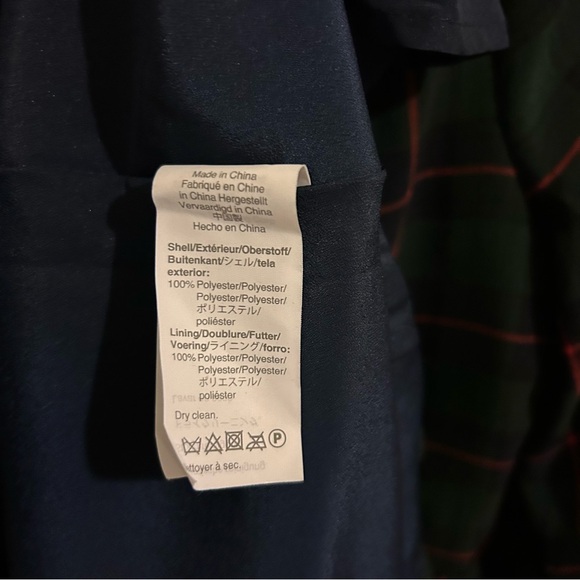 Made in China
Fabriqué en Chine
in China Hergestellt
Vervaardigd in China
中国製
Hecho en China
Shell/Extérieur/Oberstoff/
Buitenkant/シェル/tela
exterior:
100% Polyester/Polyester/
Polyester/Polyester/
ポリエステル/
poliéster
Lining/Doublure/Futter/
Voering/ライニング/forro:
100% Polyester/Polyester/
Polyester/Polyester/
ポリエステル/
poliéster
Dry clean.
P
ettoyer à sec.